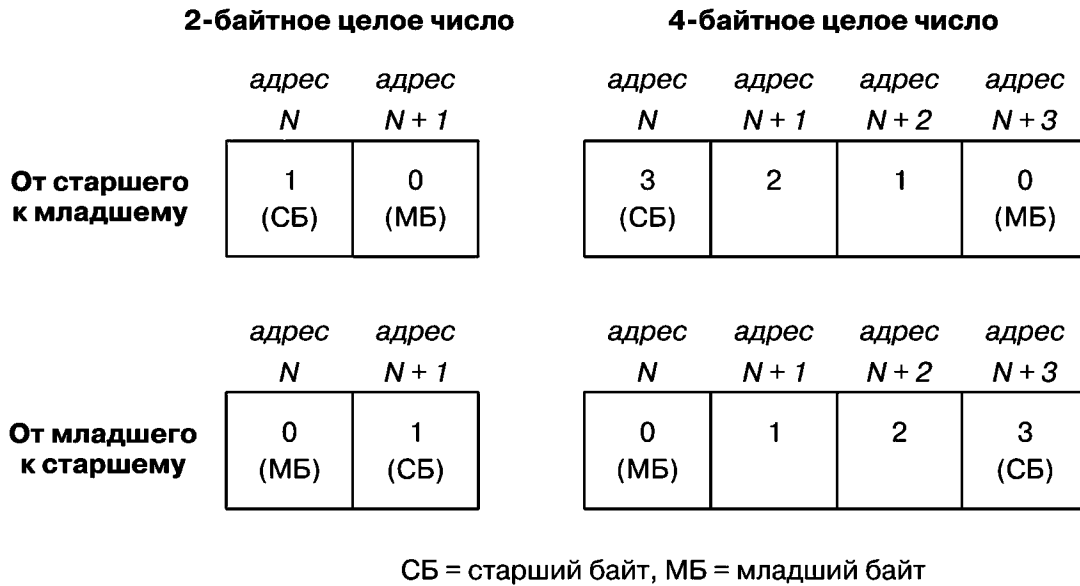 2-байтное целое число 4-байтное целое число
адрес адрес адрес адрес адрес адрес
N N + 1 N N + 1 N + 2 N + 3
От старшего 1 0 3 2 1 0
к младшему (СБ) (МБ) (СБ) (МБ)
адрес адрес адрес адрес адрес адрес
N N + 1 N N + 1 N + 2 N + 3
От младшего 0 1 0 1 2 3
к старшему (МБ) (СБ) (МБ) (СБ)
СБ = старший байт, МБ = младший байт